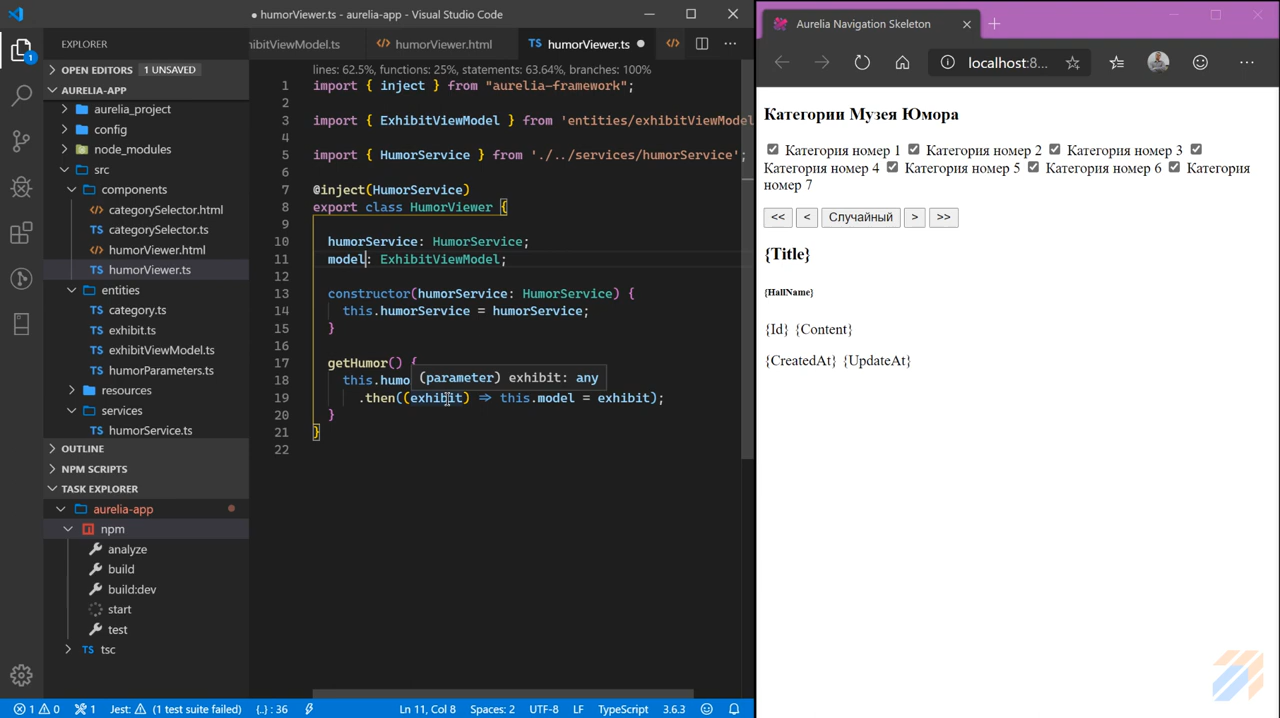 humorViewer.ts - aurelia-app - Visual Studio Code
EXPLORER
OPEN EDITORS 1 UNSAVED
AURELIA-APP
aurelia_project
config
node_modules
src
components
categorySelector.html
categorySelector.ts
humorViewer.html
humorViewer.ts
entities
category.ts
exhibit.ts
exhibitViewModel.ts
humorParameters.ts
resources
services
humorService.ts
OUTLINE
NPM SCRIPTS
TASK EXPLORER
aurelia-app
npm
analyze
build
build:dev
start
test
tsc
hibitViewModel.ts humorViewer.html humorViewer.ts
lines: 62.5%, functions: 25%, statements: 63.64%, branches: 100%
1 import { inject } from "aurelia-framework";
2
3 import { ExhibitViewModel } from 'entities/exhibitViewModel
4
5 import { HumorService } from './../services/humorService';
6
7 @inject(HumorService)
8 export class HumorViewer {
9
10 humorService: HumorService;
11 model: ExhibitViewModel;
12
13 constructor(humorService: HumorService) {
14 this.humorService = humorService;
15 }
16
17 getHumor() {
(parameter) exhibit: any
18 this.humo
19 .then((exhibit) => this.model = exhibit);
20 }
21 }
22
1 0 1 Jest: (1 test suite failed) {..} : 36 Ln 11, Col 8 Spaces: 2 UTF-8 LF TypeScript 3.6.3
Aurelia Navigation Skeleton
localhost:8...
Категории Музея Юмора
Категория номер 1 Категория номер 2 Категория номер 3
Категория номер 4 Категория номер 5 Категория номер 6 Категория
номер 7
<< < Случайный > >>
{Title}
{HallName}
{Id} {Content}
{CreatedAt} {UpdateAt}